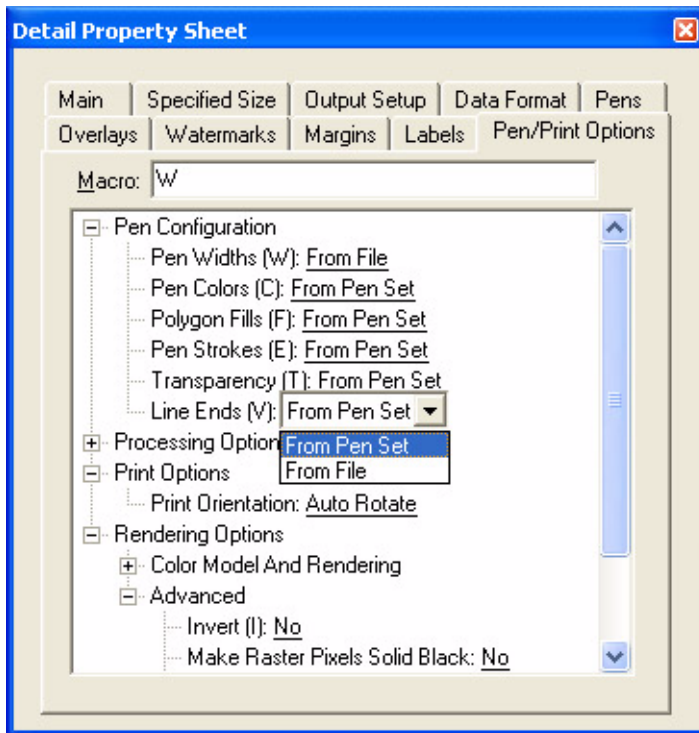 Detail Property Sheet
Main Specified Size Output Setup Data Format Pens
Overlays Watermarks Margins Labels Pen/Print Options
Macro: W
Pen Configuration
Pen Widths (W): From File
Pen Colors (C): From Pen Set
Polygon Fills (F): From Pen Set
Pen Strokes (E): From Pen Set
Transparency (T): From Pen Set
Line Ends (V): From Pen Set
Processing Option From Pen Set
From File
Print Options
Print Orientation: Auto Rotate
Rendering Options
Color Model And Rendering
Advanced
Invert (I): No
Make Raster Pixels Solid Black: No